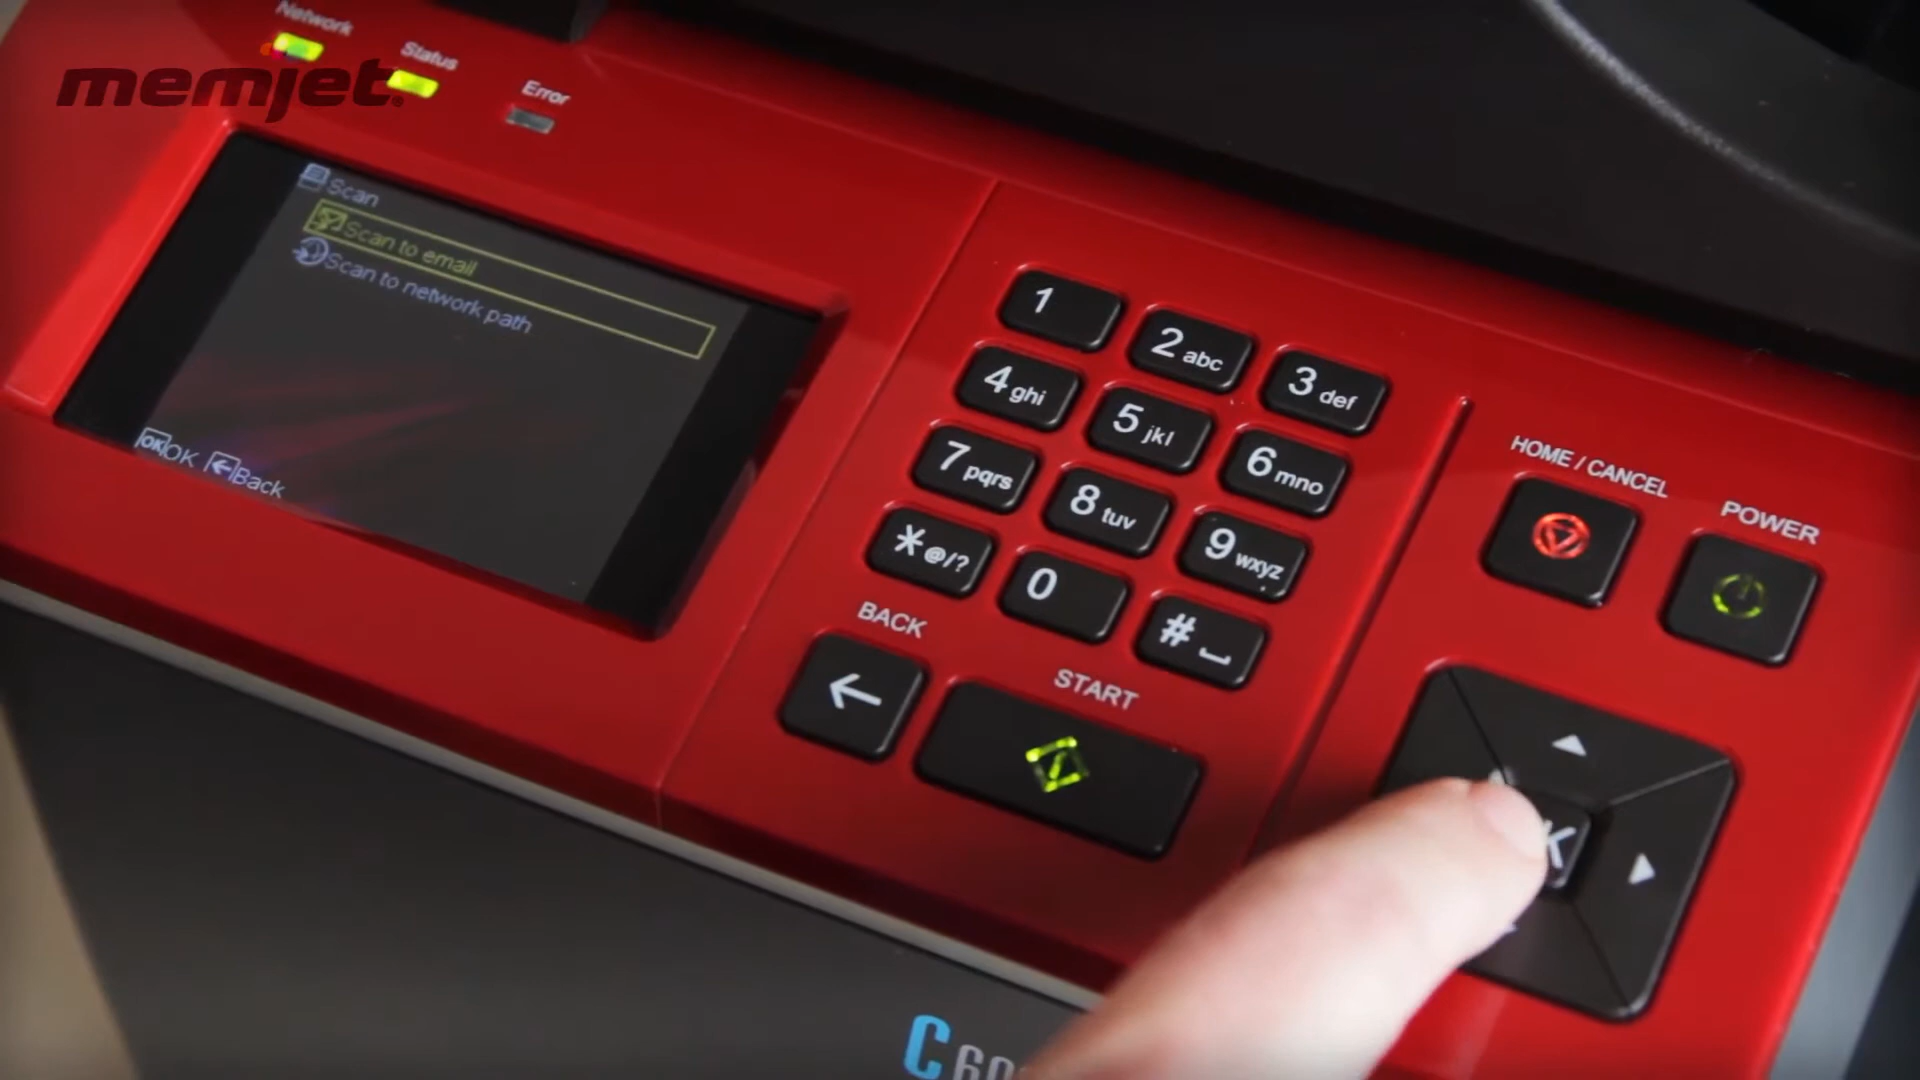 Network
memjet
Status
Error
Scan
Scan to email
Scan to network path
OK OK Back
1
2 abc
3 def
4 ghi
5 jkl
6 mno
7 pqrs
8 tuv
9 wxyz
* @/?
0
#
HOME / CANCEL
POWER
BACK
START
K
C